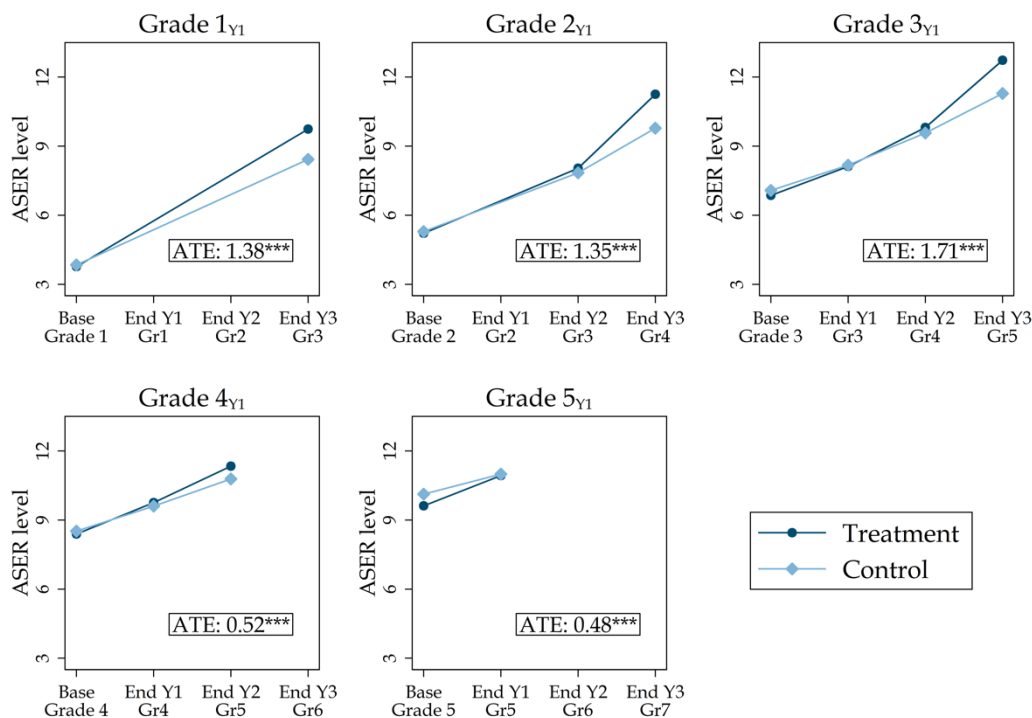 Grade 1Y1
ASER level
12
9
6
3
ATE: 1.38***
Base End Y1 End Y2 End Y3
Grade 1 Gr1 Gr2 Gr3
Grade 2Y1
ASER level
12
9
6
3
ATE: 1.35***
Base End Y1 End Y2 End Y3
Grade 2 Gr2 Gr3 Gr4
Grade 3Y1
ASER level
12
9
6
3
ATE: 1.71***
Base End Y1 End Y2 End Y3
Grade 3 Gr3 Gr4 Gr5
Grade 4Y1
ASER level
12
9
6
3
ATE: 0.52***
Base End Y1 End Y2 End Y3
Grade 4 Gr4 Gr5 Gr6
Grade 5Y1
ASER level
12
9
6
3
ATE: 0.48***
Base End Y1 End Y2 End Y3
Grade 5 Gr5 Gr6 Gr7
Treatment
Control